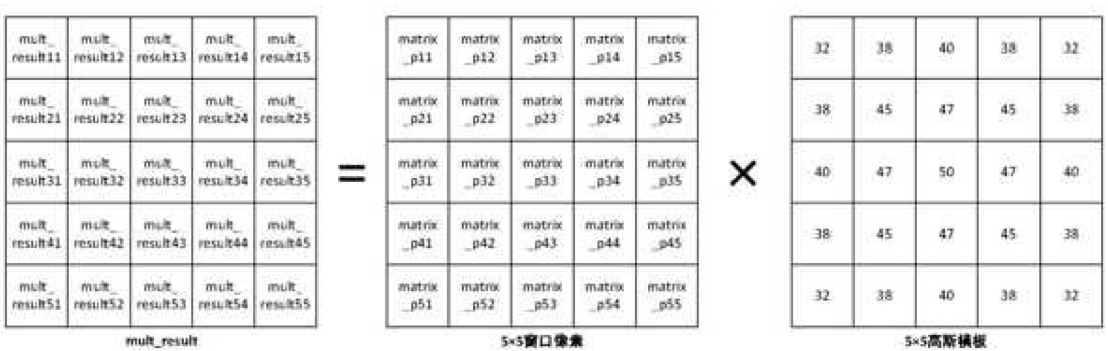 mult_ mult_ mult_ mult_ mult_ matrix matrix matrix matrix matrix
result11 result12 result13 result14 result15 _p11 _p12 _p13 _p14 _p15 32 38 40 38 32
mult_ mult_ mult_ mult_ mult_ matrix matrix matrix matrix matrix
result21 result22 result23 result24 result25 _p21 _p22 _p23 _p24 _p25 38 45 47 45 38
mult_ mult_ mult_ mult_ mult_ matrix matrix matrix matrix matrix
result31 result32 result33 result34 result35 = _p31 _p32 _p33 _p34 _p35 × 40 47 50 47 40
mult_ mult_ mult_ mult_ mult_ matrix matrix matrix matrix matrix
result41 result42 result43 result44 result45 _p41 _p42 _p43 _p44 _p45 38 45 47 45 38
mult_ mult_ mult_ mult_ mult_ matrix matrix matrix matrix matrix
result51 result52 result53 result54 result55 _p51 _p52 _p53 _p54 _p55 32 38 40 38 32
mult_result 5×5窗口像素 5×5高斯模板